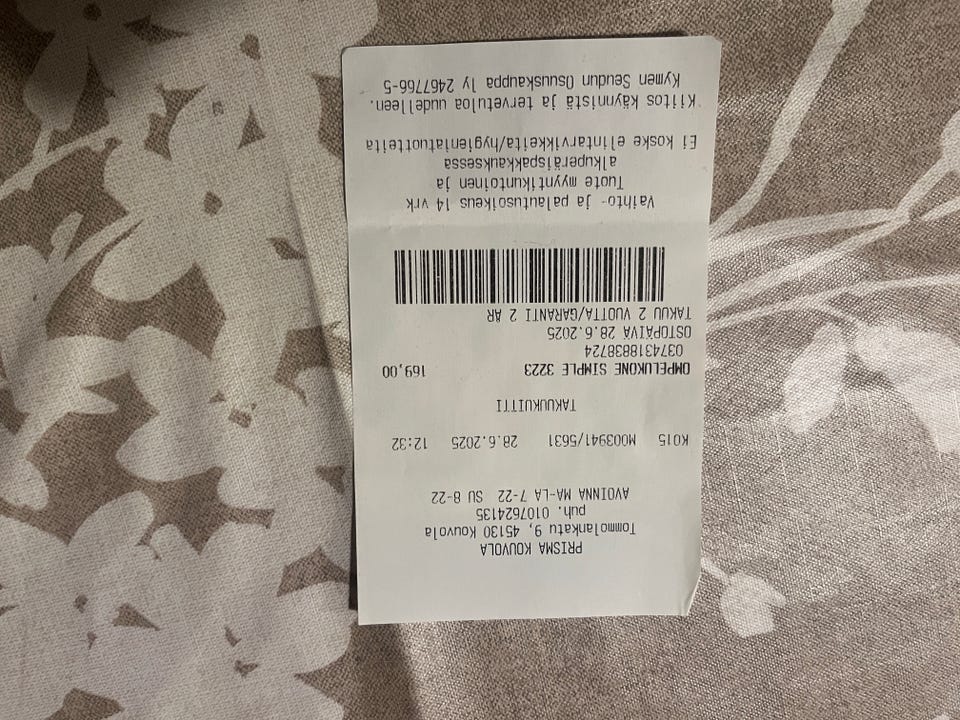 PRISMA KOUVOLA
Tommolankatu 9, 45130 Kouvola
puh. 0107624135
AVOINNA MA-LA 7-22 SU 8-22
K015 M003941/5631 28.6.2025 12:32
TAKUUKUITTI
OMPELUKONE SIMPLE 3223 169,00
0374318838724
OSTOPÄIVÄ 28.6.2025
TAKUU 2 VUOTTA/GARANTI 2 ÅR
Vaihto- ja palautusoikeus 14 vrk
Tuote myyntikuntoinen ja
alkuperäispakkauksessa
Ei koske elintarvikkeita/hygieniatuotteita
Kiitos käynnistä ja tervetuloa uudelleen.
Kymen Seudun Osuuskauppa ly 2467766-5